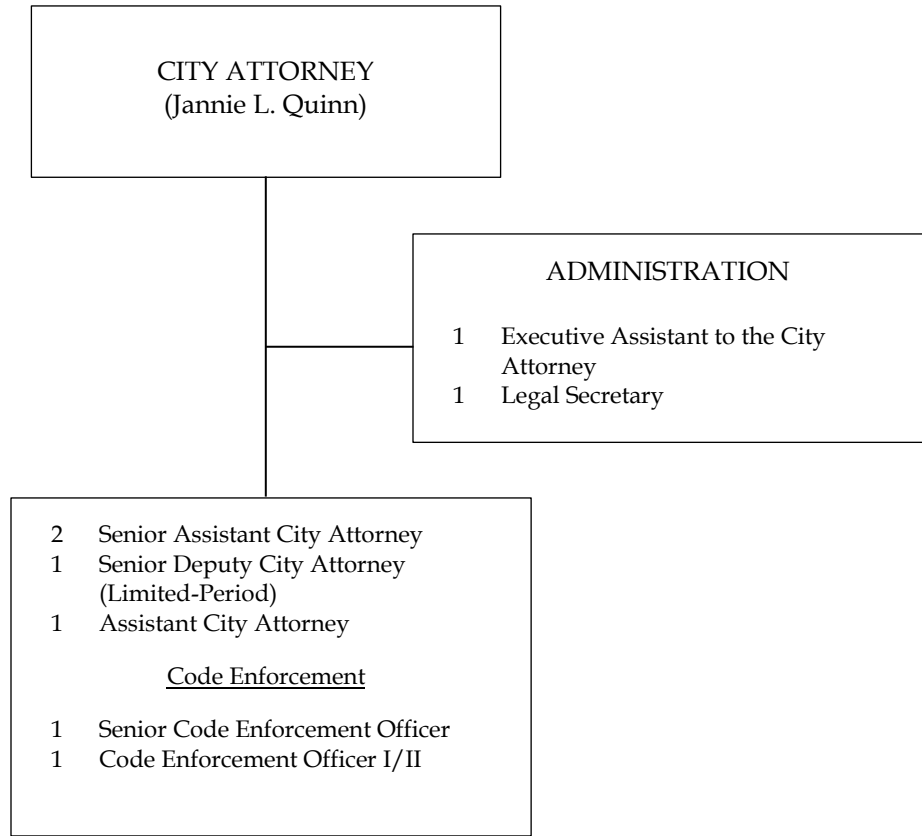 CITY ATTORNEY
(Jannie L. Quinn)
ADMINISTRATION
1 Executive Assistant to the City
Attorney
1 Legal Secretary
2 Senior Assistant City Attorney
1 Senior Deputy City Attorney
(Limited-Period)
1 Assistant City Attorney
Code Enforcement
1 Senior Code Enforcement Officer
1 Code Enforcement Officer I/II